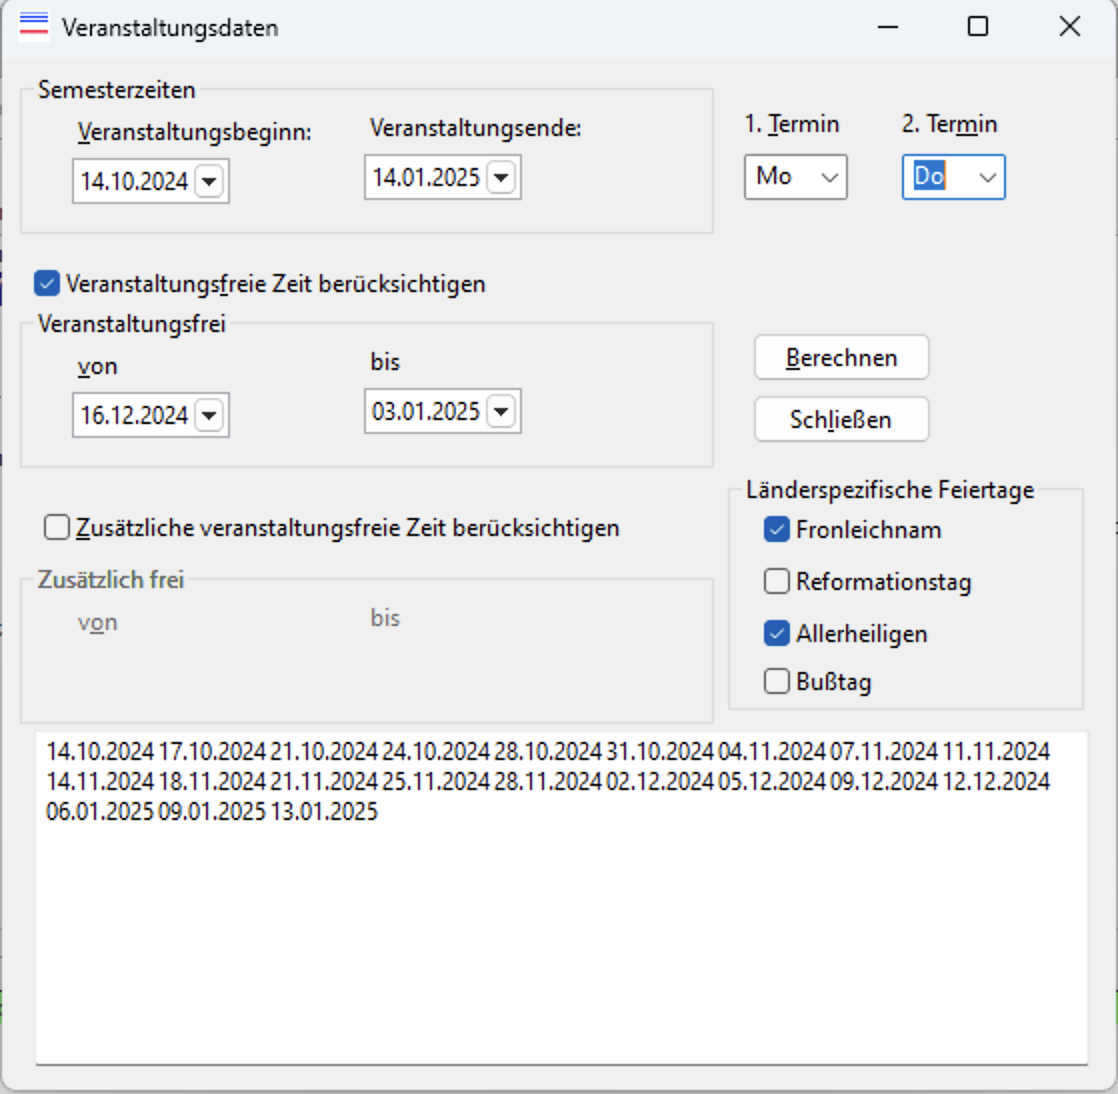 Veranstaltungsdaten
Semesterzeiten
Veranstaltungsbeginn:
Veranstaltungsende:
14.10.2024
14.01.2025
1. Termin
2. Termin
Mo
Do
Veranstaltungsfreie Zeit berücksichtigen
Veranstaltungsfrei
von
bis
16.12.2024
03.01.2025
Berechnen
Schließen
Zusätzliche veranstaltungsfreie Zeit berücksichtigen
Zusätzlich frei
von
bis
Länderspezifische Feiertage
Fronleichnam
Reformationstag
Allerheiligen
Bußtag
14.10.2024 17.10.2024 21.10.2024 24.10.2024 28.10.2024 31.10.2024 04.11.2024 07.11.2024 11.11.2024
14.11.2024 18.11.2024 21.11.2024 25.11.2024 28.11.2024 02.12.2024 05.12.2024 09.12.2024 12.12.2024
06.01.2025 09.01.2025 13.01.2025